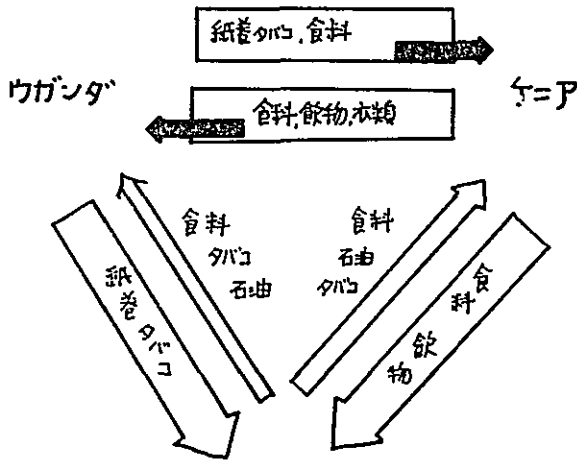 紙巻タバコ.食料
ウガンダ
ケニア
食料.飲物.衣類
食料
タバコ
石油
食料
石油
タバコ
紙巻タバコ
食料
飲物